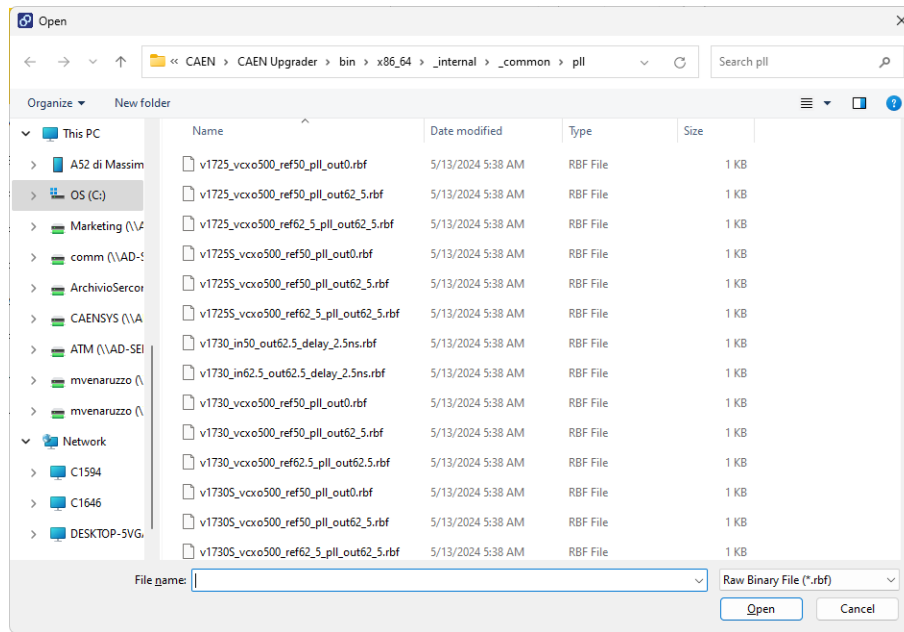 Open
« CAEN > CAEN Upgrader > bin > x86_64 > _internal > _common > pll
Search pll
Organize
New folder
Name Date modified Type Size
This PC
A52 di Massim
OS (C:)
Marketing (\\A
comm (\\AD-S
ArchivioSercor
CAENSYS (\\A
ATM (\\AD-SEI
mvenaruzzo (\
mvenaruzzo (\
Network
C1594
C1646
DESKTOP-5VG
v1725_vcxo500_ref50_pll_out0.rbf 5/13/2024 5:38 AM RBF File 1 KB
v1725_vcxo500_ref50_pll_out62_5.rbf 5/13/2024 5:38 AM RBF File 1 KB
v1725_vcxo500_ref62_5_pll_out62_5.rbf 5/13/2024 5:38 AM RBF File 1 KB
v1725S_vcxo500_ref50_pll_out0.rbf 5/13/2024 5:38 AM RBF File 1 KB
v1725S_vcxo500_ref50_pll_out62_5.rbf 5/13/2024 5:38 AM RBF File 1 KB
v1725S_vcxo500_ref62_5_pll_out62_5.rbf 5/13/2024 5:38 AM RBF File 1 KB
v1730_in50_out62.5_delay_2.5ns.rbf 5/13/2024 5:38 AM RBF File 1 KB
v1730_in62.5_out62.5_delay_2.5ns.rbf 5/13/2024 5:38 AM RBF File 1 KB
v1730_vcxo500_ref50_pll_out0.rbf 5/13/2024 5:38 AM RBF File 1 KB
v1730_vcxo500_ref50_pll_out62_5.rbf 5/13/2024 5:38 AM RBF File 1 KB
v1730_vcxo500_ref62.5_pll_out62.5.rbf 5/13/2024 5:38 AM RBF File 1 KB
v1730S_vcxo500_ref50_pll_out0.rbf 5/13/2024 5:38 AM RBF File 1 KB
v1730S_vcxo500_ref50_pll_out62_5.rbf 5/13/2024 5:38 AM RBF File 1 KB
v1730S_vcxo500_ref62_5_pll_out62_5.rbf 5/13/2024 5:38 AM RBF File 1 KB
File name:
Raw Binary File (*.rbf)
Open
Cancel